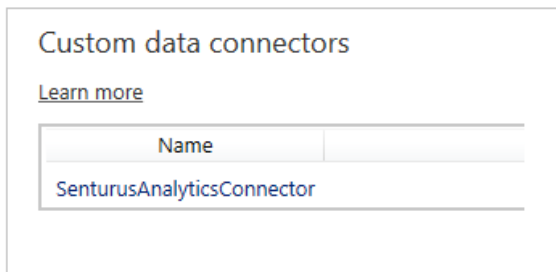 Custom data connectors
Learn more
Name
SenturusAnalyticsConnector